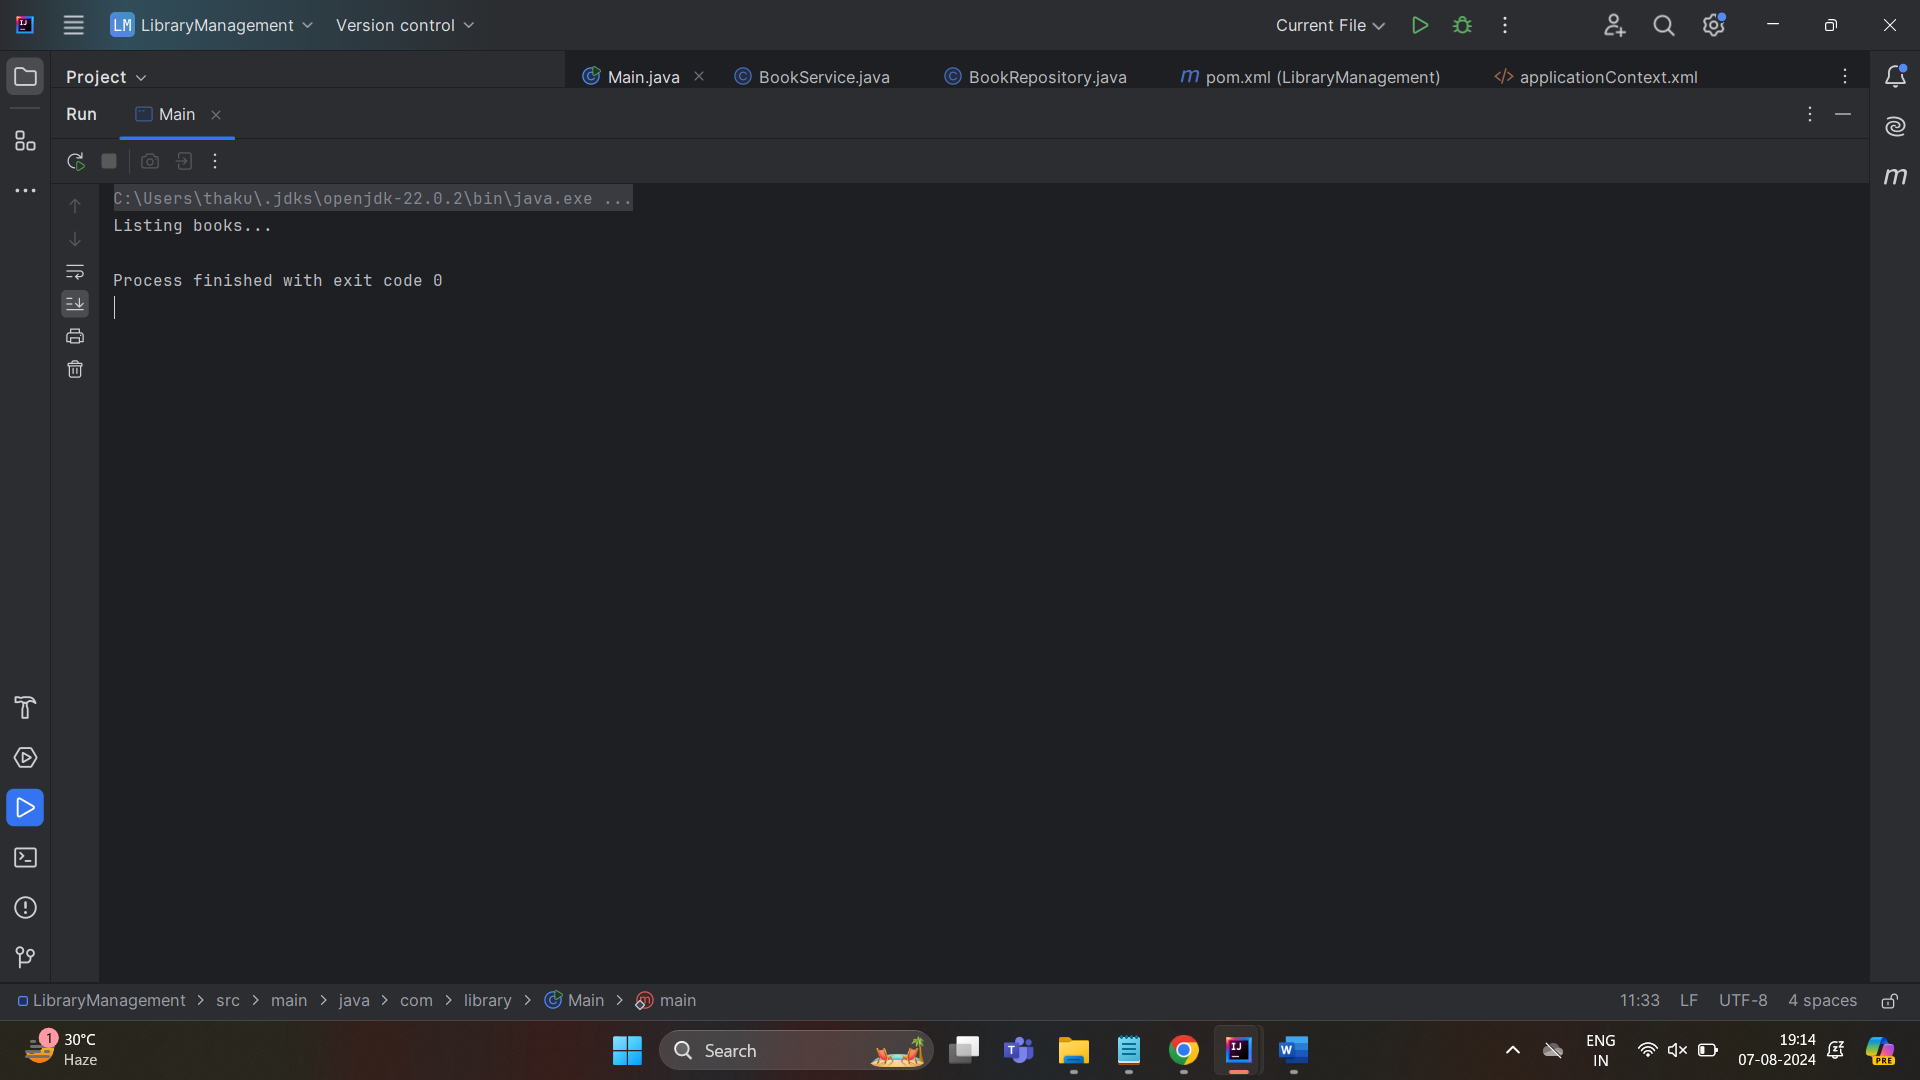 LM LibraryManagement Version control Current File
Project Main.java BookService.java BookRepository.java pom.xml (LibraryManagement) applicationContext.xml
Run Main
C:\Users\thaku\.jdks\openjdk-22.0.2\bin\java.exe ...
Listing books...
Process finished with exit code 0
LibraryManagement > src > main > java > com > library > Main > main 11:33 LF UTF-8 4 spaces
1 30°C Haze Search ENG IN 19:14 07-08-2024 PRE